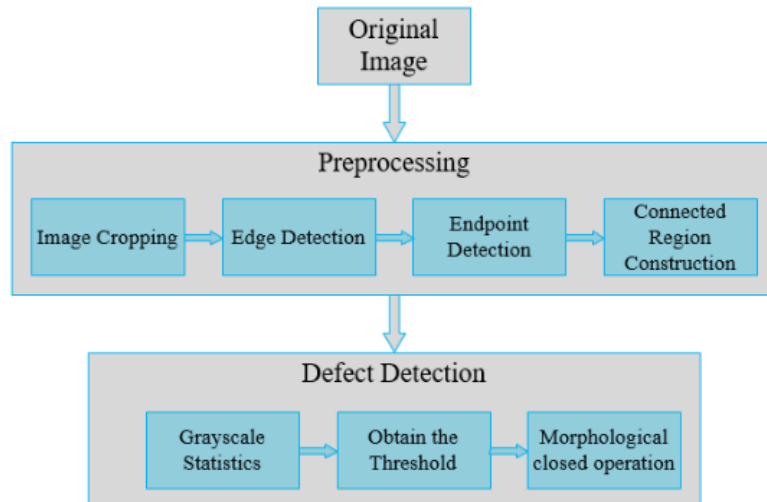 Original
Image
Preprocessing
Image Cropping
Edge Detection
Endpoint
Detection
Connected
Region
Construction
Defect Detection
Grayscale
Statistics
Obtain the
Threshold
Morphological
closed operation